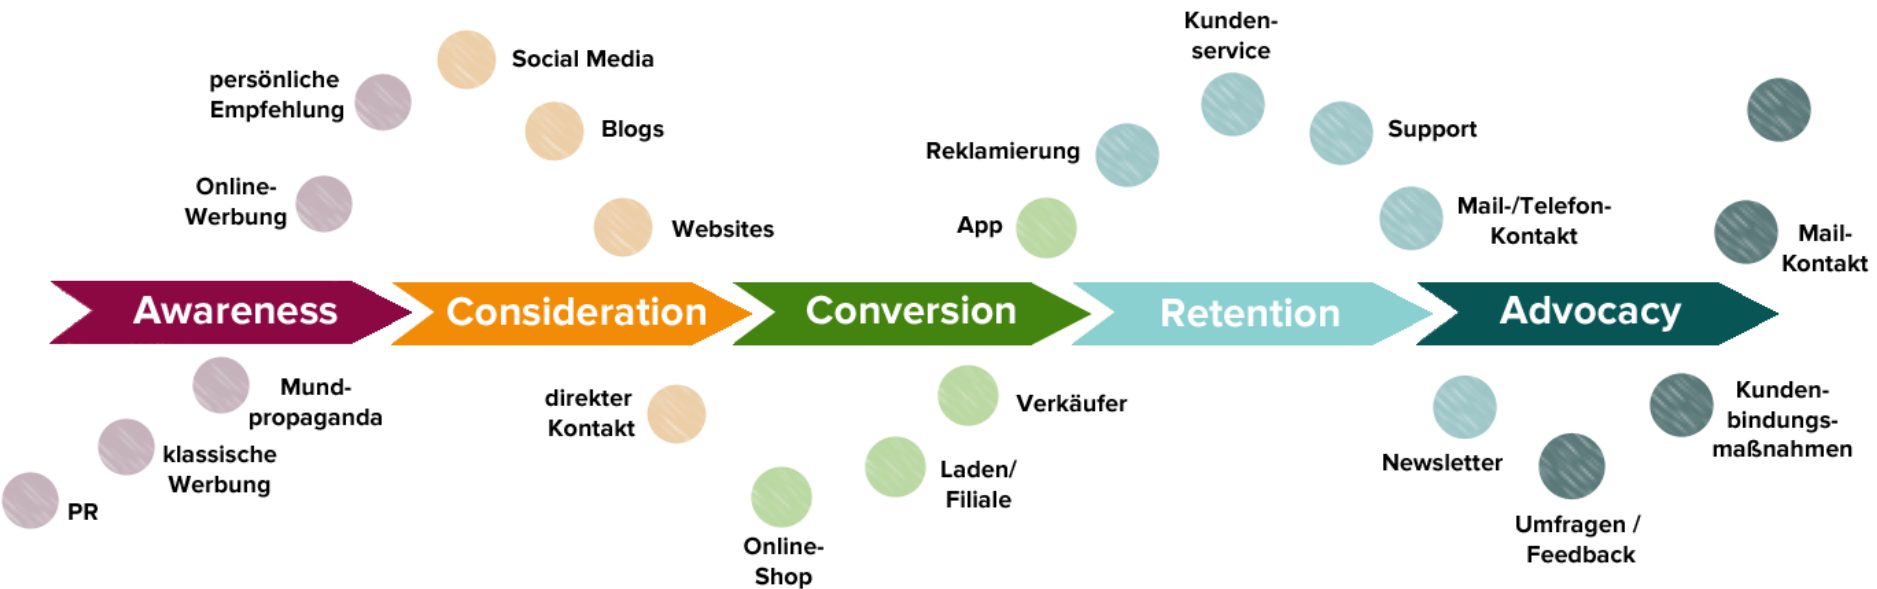 Kunden-
service
Social Media
persönliche
Empfehlung
Blogs
Support
Reklamierung
Online-
Werbung
Mail-/Telefon-
Kontakt
App
Websites
Mail-
Kontakt
Awareness
Consideration
Conversion
Retention
Advocacy
Mund-
propaganda
direkter
Kontakt
Verkäufer
Kunden-
bindungs-
maßnahmen
klassische
Werbung
Laden/
Filiale
Newsletter
PR
Umfragen /
Feedback
Online-
Shop